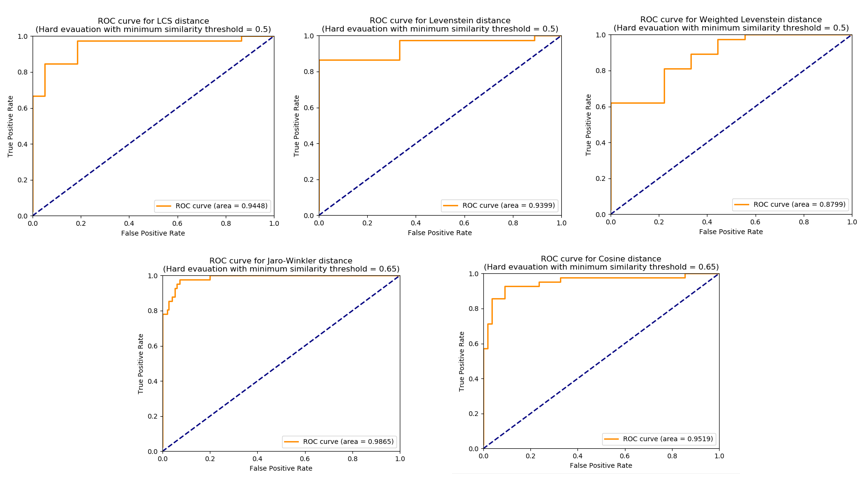 ROC curve for LCS distance
(Hard evauation with minimum similarity threshold = 0.5)
1.0
0.8
0.6
0.4
0.2
0.0
True Positive Rate
ROC curve (area = 0.9448)
0.0 0.2 0.4 0.6 0.8 1.0
False Positive Rate
ROC curve for Levenstein distance
(Hard evauation with minimum similarity threshold = 0.5)
1.0
0.8
0.6
0.4
0.2
0.0
True Positive Rate
ROC curve (area = 0.9399)
0.0 0.2 0.4 0.6 0.8 1.0
False Positive Rate
ROC curve for Weighted Levenstein distance
(Hard evauation with minimum similarity threshold = 0.5)
1.0
0.8
0.6
0.4
0.2
0.0
True Positive Rate
ROC curve (area = 0.8799)
0.0 0.2 0.4 0.6 0.8 1.0
False Positive Rate
ROC curve for Jaro-Winkler distance
(Hard evauation with minimum similarity threshold = 0.65)
1.0
0.8
0.6
0.4
0.2
0.0
True Positive Rate
ROC curve (area = 0.9865)
0.0 0.2 0.4 0.6 0.8 1.0
False Positive Rate
ROC curve for Cosine distance
(Hard evauation with minimum similarity threshold = 0.65)
1.0
0.8
0.6
0.4
0.2
0.0
True Positive Rate
ROC curve (area = 0.9519)
0.0 0.2 0.4 0.6 0.8 1.0
False Positive Rate